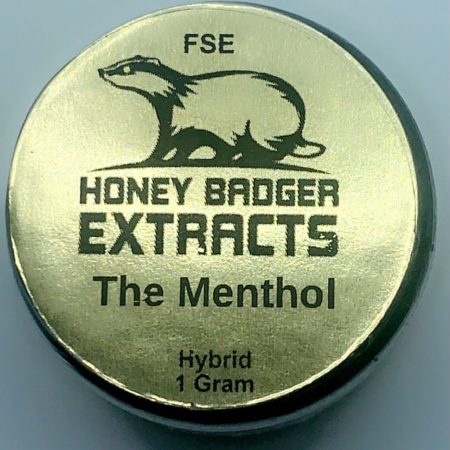 FSE
HONEY BADGER
EXTRACTS
The Menthol
Hybrid
1 Gram